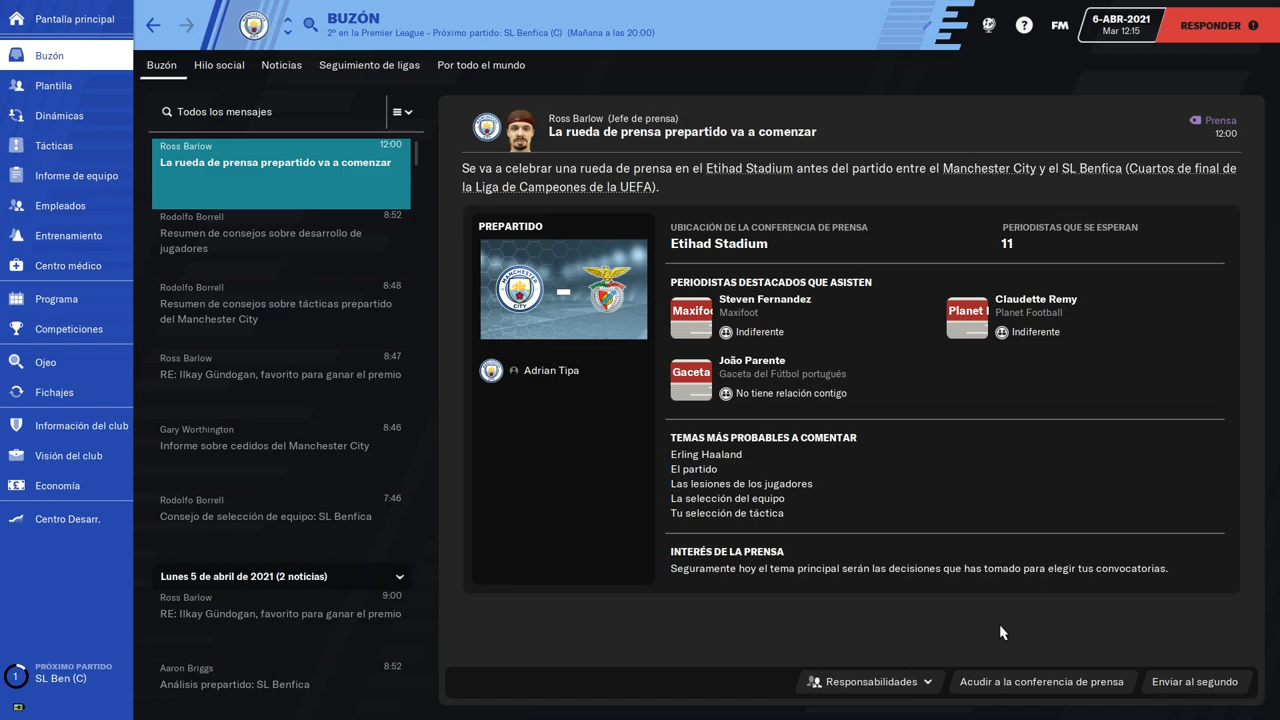 Pantalla principal
Buzón
Plantilla
Dinámicas
Tácticas
Informe de equipo
Empleados
Entrenamiento
Centro médico
Programa
Competiciones
Ojeo
Fichajes
Información del club
Visión del club
Economía
Centro Desarr.
1
PRÓXIMO PARTIDO
SL Ben (C)
BUZÓN
2º en la Premier League - Próximo partido: SL Benfica (C) (Mañana a las 20:00)
FM
6-ABR-2021
Mar 12:15
RESPONDER
Buzón Hilo social Noticias Seguimiento de ligas Por todo el mundo
Todos los mensajes
Ross Barlow 12:00
La rueda de prensa prepartido va a comenzar
Rodolfo Borrell 8:52
Resumen de consejos sobre desarrollo de
jugadores
Rodolfo Borrell 8:48
Resumen de consejos sobre tácticas prepartido
del Manchester City
Ross Barlow 8:47
RE: Ilkay Gündogan, favorito para ganar el premio
Gary Worthington 8:46
Informe sobre cedidos del Manchester City
Rodolfo Borrell 7:46
Consejo de selección de equipo: SL Benfica
Lunes 5 de abril de 2021 (2 noticias)
Ross Barlow 9:00
RE: Ilkay Gündogan, favorito para ganar el premio
Aaron Briggs 8:52
Análisis prepartido: SL Benfica
Ross Barlow (Jefe de prensa)
La rueda de prensa prepartido va a comenzar
Prensa
12:00
Se va a celebrar una rueda de prensa en el Etihad Stadium antes del partido entre el Manchester City y el SL Benfica (Cuartos de final de
la Liga de Campeones de la UEFA).
PREPARTIDO
MANCHESTER
CITY
Adrian Tipa
UBICACIÓN DE LA CONFERENCIA DE PRENSA
Etihad Stadium
PERIODISTAS QUE SE ESPERAN
11
PERIODISTAS DESTACADOS QUE ASISTEN
Maxifoo
Steven Fernandez
Maxifoot
Indiferente
Planet F
Claudette Remy
Planet Football
Indiferente
Gaceta
João Parente
Gaceta del Fútbol portugués
No tiene relación contigo
TEMAS MÁS PROBABLES A COMENTAR
Erling Haaland
El partido
Las lesiones de los jugadores
La selección del equipo
Tu selección de táctica
INTERÉS DE LA PRENSA
Seguramente hoy el tema principal serán las decisiones que has tomado para elegir tus convocatorias.
Responsabilidades
Acudir a la conferencia de prensa
Enviar al segundo